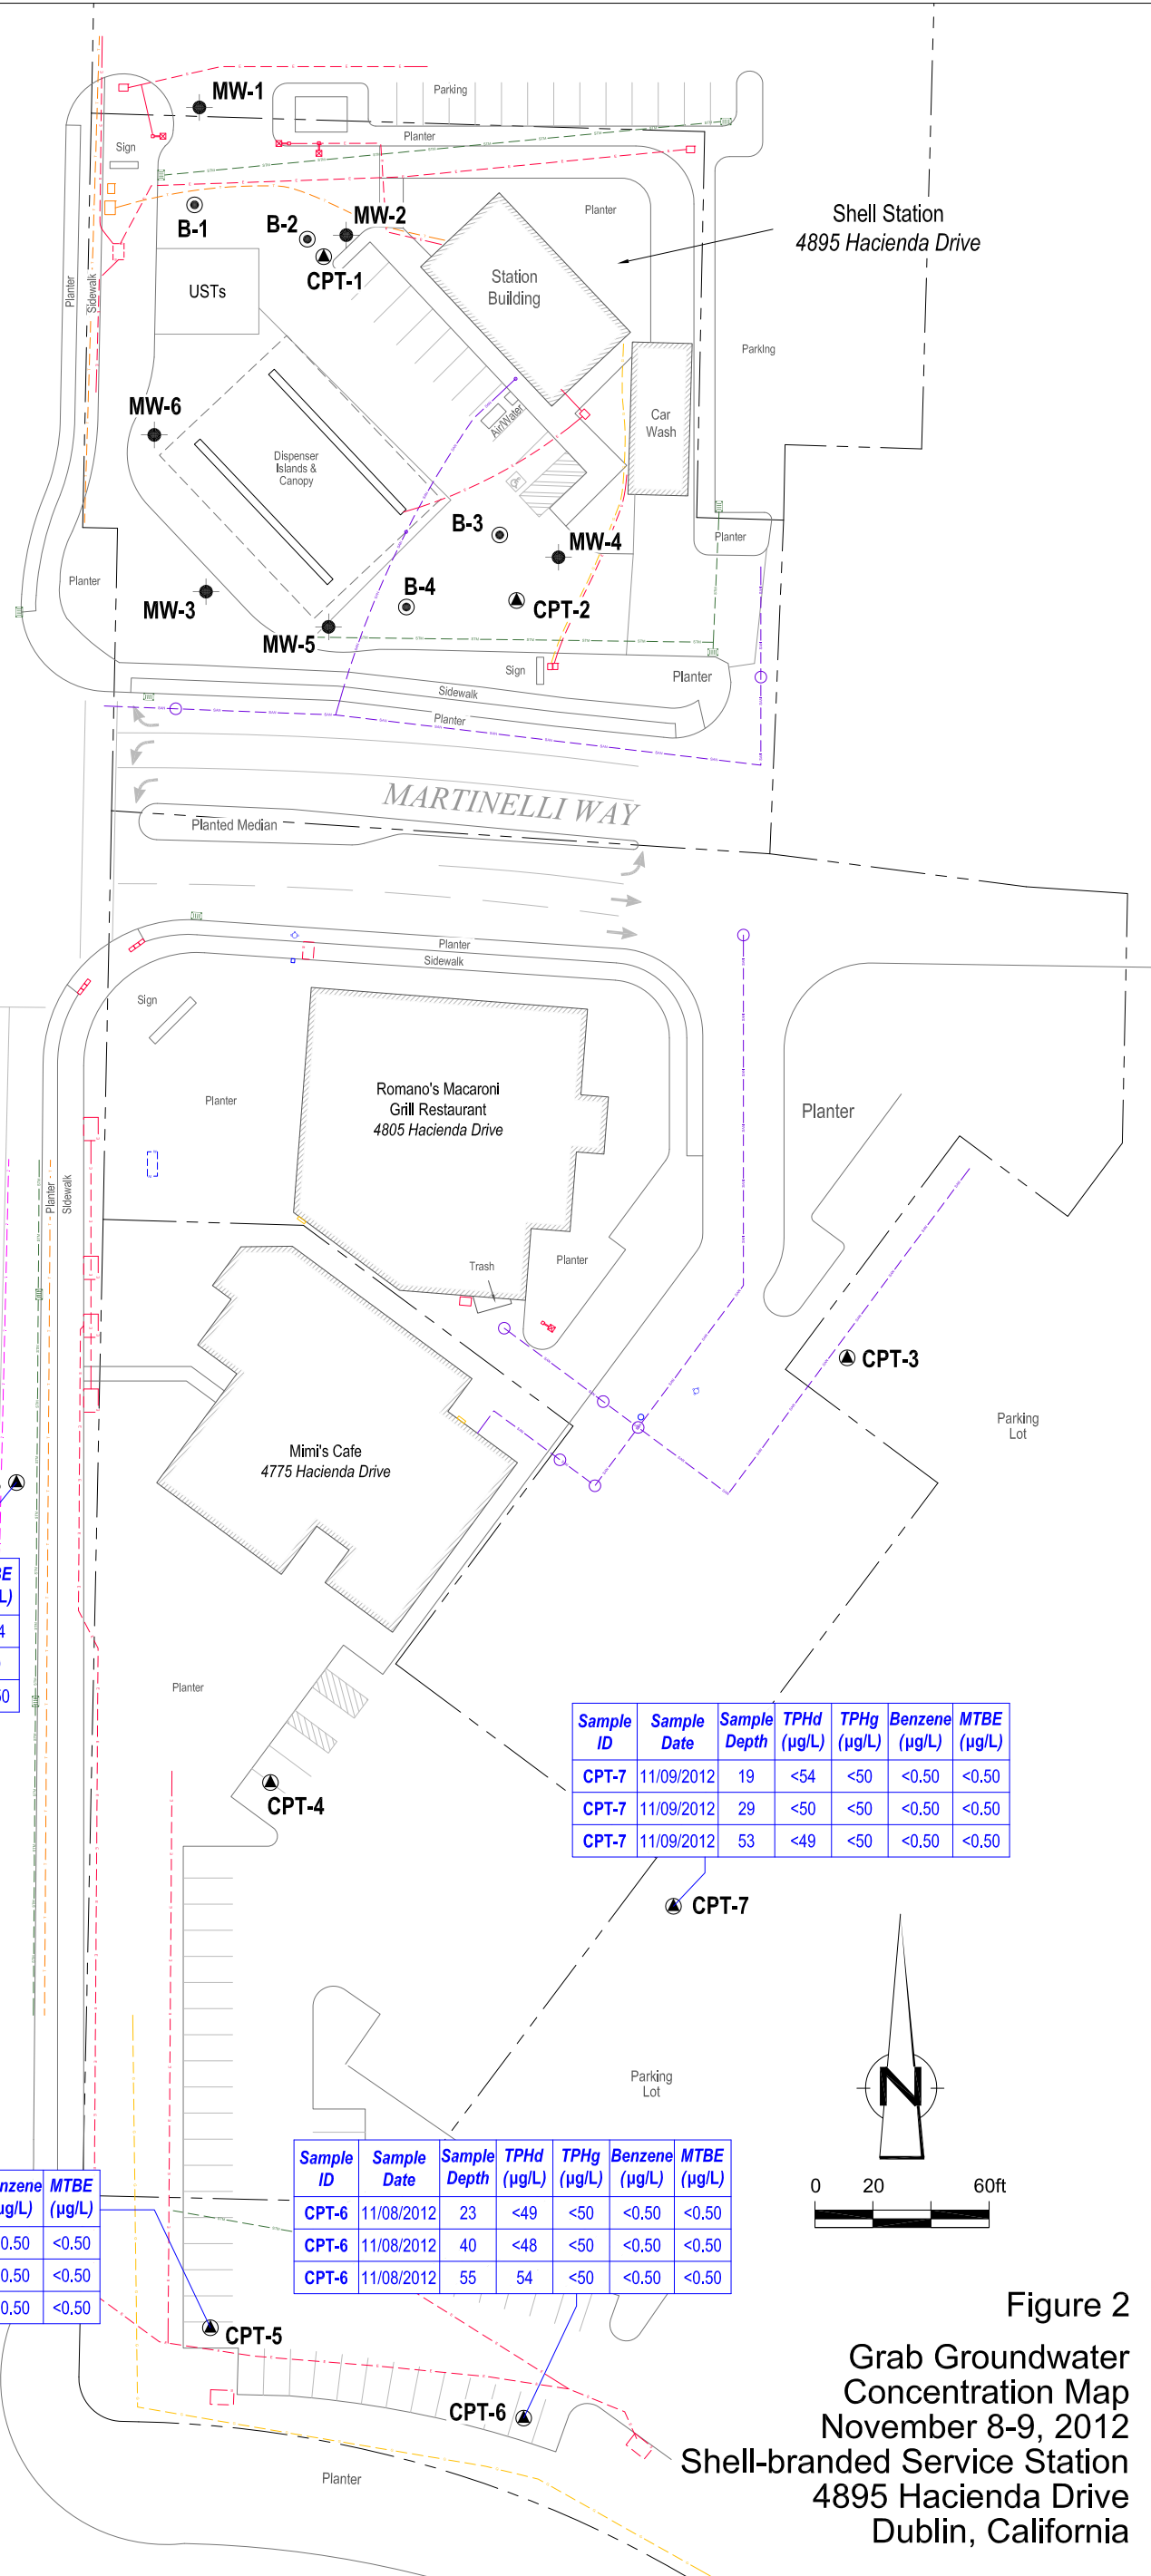 MW-1
Parking
Planter
Sign
B-1
B-2
MW-2
CPT-1
Planter
Shell Station
4895 Hacienda Drive
Station
Building
USTs
Planter
Sidewalk
Parking
MW-6
Air/Water
Car
Wash
Dispenser
Islands &
Canopy
B-3
MW-4
Planter
Planter
B-4
CPT-2
MW-3
MW-5
Sign
Planter
Sidewalk
Planter
MARTINELLI WAY
Planted Median
Planter
Sidewalk
Sign
Romano's Macaroni
Grill Restaurant
4805 Hacienda Drive
Planter
Planter
Planter
Sidewalk
Trash
Planter
CPT-3
Parking
Lot
Mimi's Cafe
4775 Hacienda Drive
Planter
Sample ID Sample Date Sample Depth TPHd (µg/L) TPHg (µg/L) Benzene (µg/L) MTBE (µg/L)
CPT-7 11/09/2012 19 <54 <50 <0.50 <0.50
CPT-7 11/09/2012 29 <50 <50 <0.50 <0.50
CPT-7 11/09/2012 53 <49 <50 <0.50 <0.50
CPT-4
CPT-7
N
Parking
Lot
0 20 60ft
MTBE (µg/L)
<0.50
<0.50
<0.50
Sample ID Sample Date Sample Depth TPHd (µg/L) TPHg (µg/L) Benzene (µg/L) MTBE (µg/L)
CPT-6 11/08/2012 23 <49 <50 <0.50 <0.50
CPT-6 11/08/2012 40 <48 <50 <0.50 <0.50
CPT-6 11/08/2012 55 54 <50 <0.50 <0.50
CPT-5
CPT-6
Planter
Figure 2
Grab Groundwater
Concentration Map
November 8-9, 2012
Shell-branded Service Station
4895 Hacienda Drive
Dublin, California